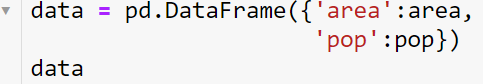 data = pd.DataFrame({'area':area,
                     'pop':pop})
data